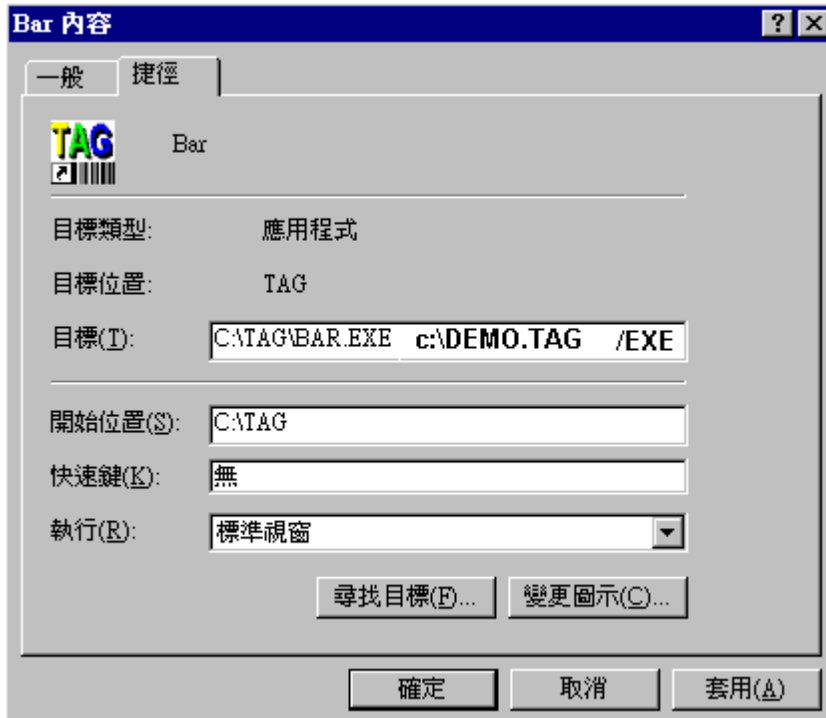 Bar 內容
一般 捷徑
TAG Bar
目標類型: 應用程式
目標位置: TAG
目標(T): C:\TAG\BAR.EXE c:\DEMO.TAG /EXE
開始位置(S): C:\TAG
快速鍵(K): 無
執行(R): 標準視窗
尋找目標(F)... 變更圖示(C)...
確定 取消 套用(A)